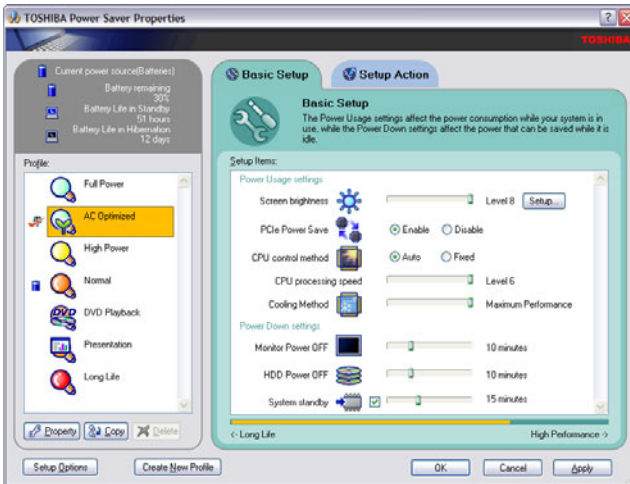 TOSHIBA Power Saver Properties
TOSHIBA
Current power source(Batteries)
Battery remaining
30%
Battery Life in Standby
51 hours
Battery Life in Hibernation
12 days
Profile:
Full Power
AC Optimized
High Power
Normal
DVD Playback
Presentation
Long Life
Property
Copy
Delete
Setup Options
Create New Profile
Basic Setup
Setup Action
Basic Setup
The Power Usage settings affect the power consumption while your system is in
use, while the Power Down settings affect the power that can be saved while it is
idle.
Setup Items:
Power Usage settings
Screen brightness Level 8 Setup...
PCIe Power Save Enable Disable
CPU control method Auto Fixed
CPU processing speed Level 6
Cooling Method Maximum Performance
Power Down settings
Monitor Power OFF 10 minutes
HDD Power OFF 10 minutes
System standby 15 minutes
<- Long Life High Performance ->
OK Cancel Apply